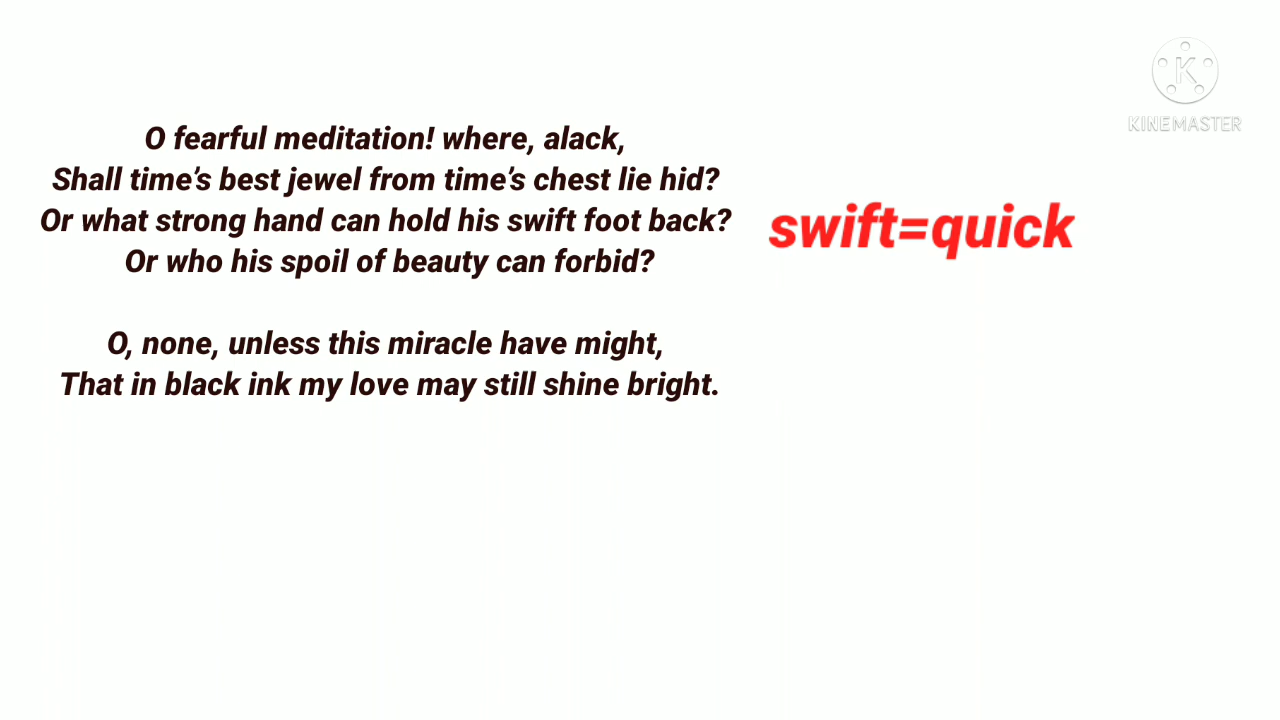 O fearful meditation! where, alack,
Shall time’s best jewel from time’s chest lie hid?
Or what strong hand can hold his swift foot back?
Or who his spoil of beauty can forbid?
O, none, unless this miracle have might,
That in black ink my love may still shine bright.
swift=quick
K
KINEMASTER